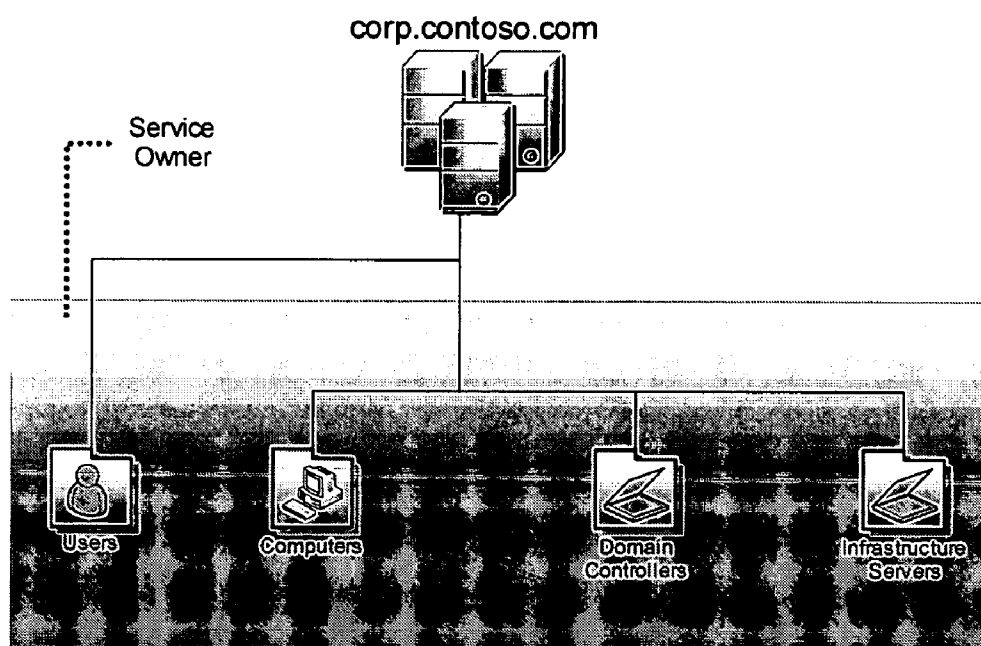 corp.contoso.com
Service
Owner
Users
Computers
Domain
Controllers
Infrastructure
Servers